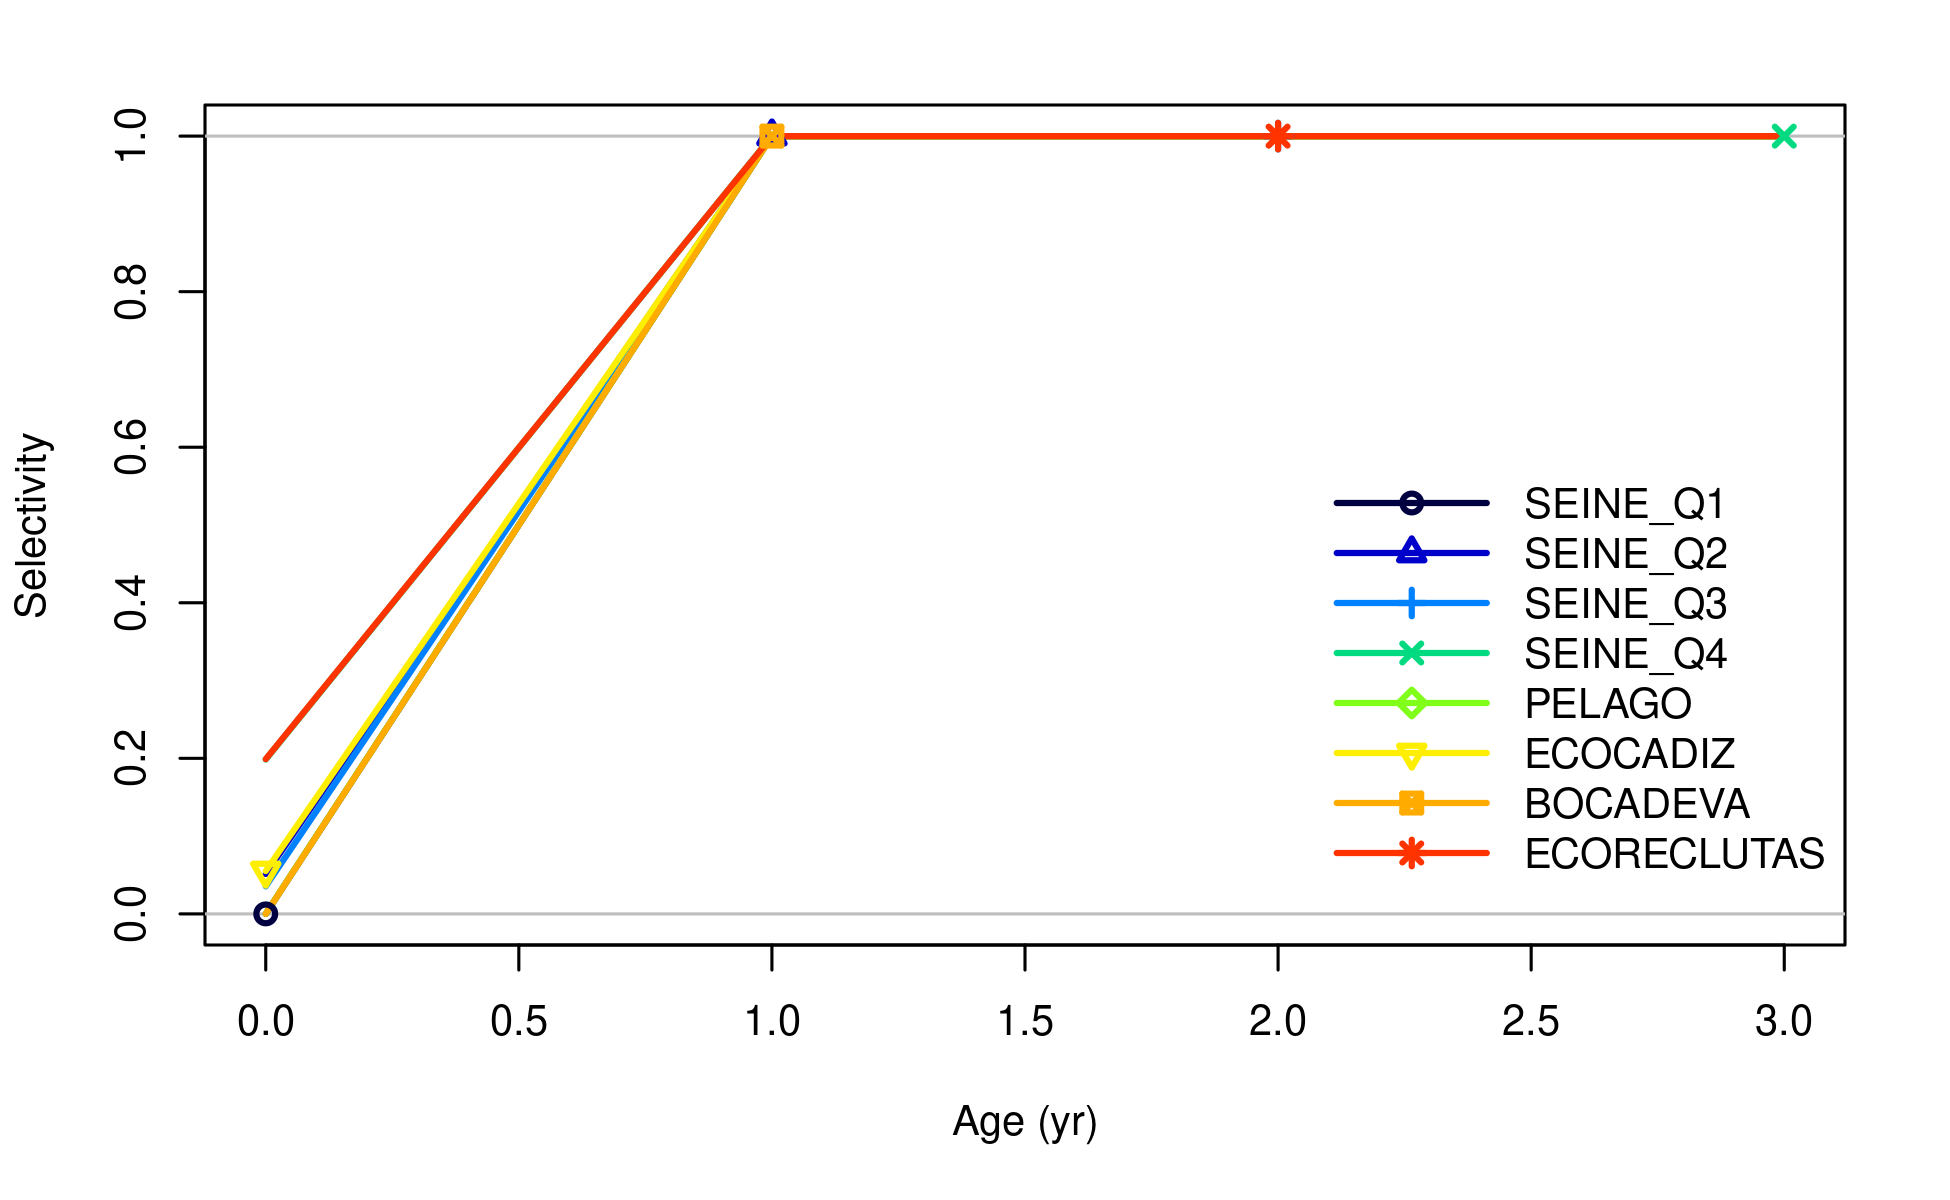 1.0
0.8
0.6
0.4
0.2
0.0
Selectivity
SEINE_Q1
SEINE_Q2
SEINE_Q3
SEINE_Q4
PELAGO
ECOCADIZ
BOCADEVA
ECORECLUTAS
0.0 0.5 1.0 1.5 2.0 2.5 3.0
Age (yr)